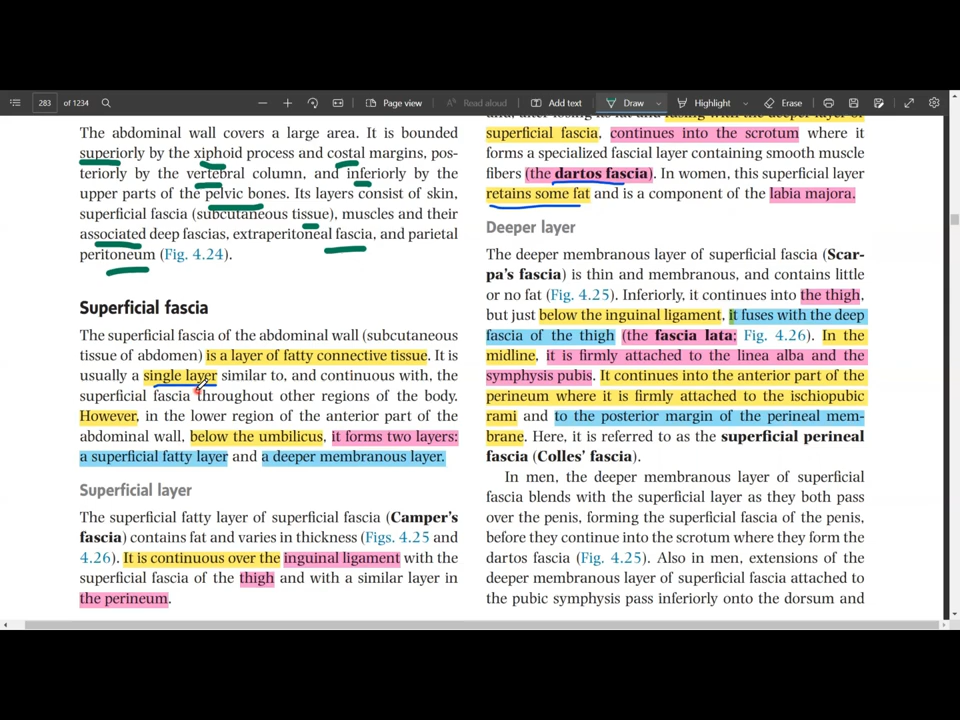 283 of 1234
Page view
Read aloud
Add text
Draw
Highlight
Erase
The abdominal wall covers a large area. It is bounded
superiorly by the xiphoid process and costal margins, pos-
teriorly by the vertebral column, and inferiorly by the
upper parts of the pelvic bones. Its layers consist of skin,
superficial fascia (subcutaneous tissue), muscles and their
associated deep fascias, extraperitoneal fascia, and parietal
peritoneum (Fig. 4.24).
Superficial fascia
The superficial fascia of the abdominal wall (subcutaneous
tissue of abdomen) is a layer of fatty connective tissue. It is
usually a single layer similar to, and continuous with, the
superficial fascia throughout other regions of the body.
However, in the lower region of the anterior part of the
abdominal wall, below the umbilicus, it forms two layers:
a superficial fatty layer and a deeper membranous layer.
Superficial layer
The superficial fatty layer of superficial fascia (Camper's
fascia) contains fat and varies in thickness (Figs. 4.25 and
4.26). It is continuous over the inguinal ligament with the
superficial fascia of the thigh and with a similar layer in
the perineum.
and, after losing its fat and fusing with the deeper layer of
superficial fascia, continues into the scrotum where it
forms a specialized fascial layer containing smooth muscle
fibers (the dartos fascia). In women, this superficial layer
retains some fat and is a component of the labia majora.
Deeper layer
The deeper membranous layer of superficial fascia (Scar-
pa's fascia) is thin and membranous, and contains little
or no fat (Fig. 4.25). Inferiorly, it continues into the thigh,
but just below the inguinal ligament, it fuses with the deep
fascia of the thigh (the fascia lata; Fig. 4.26). In the
midline, it is firmly attached to the linea alba and the
symphysis pubis. It continues into the anterior part of the
perineum where it is firmly attached to the ischiopubic
rami and to the posterior margin of the perineal mem-
brane. Here, it is referred to as the superficial perineal
fascia (Colles' fascia).
In men, the deeper membranous layer of superficial
fascia blends with the superficial layer as they both pass
over the penis, forming the superficial fascia of the penis,
before they continue into the scrotum where they form the
dartos fascia (Fig. 4.25). Also in men, extensions of the
deeper membranous layer of superficial fascia attached to
the pubic symphysis pass inferiorly onto the dorsum and